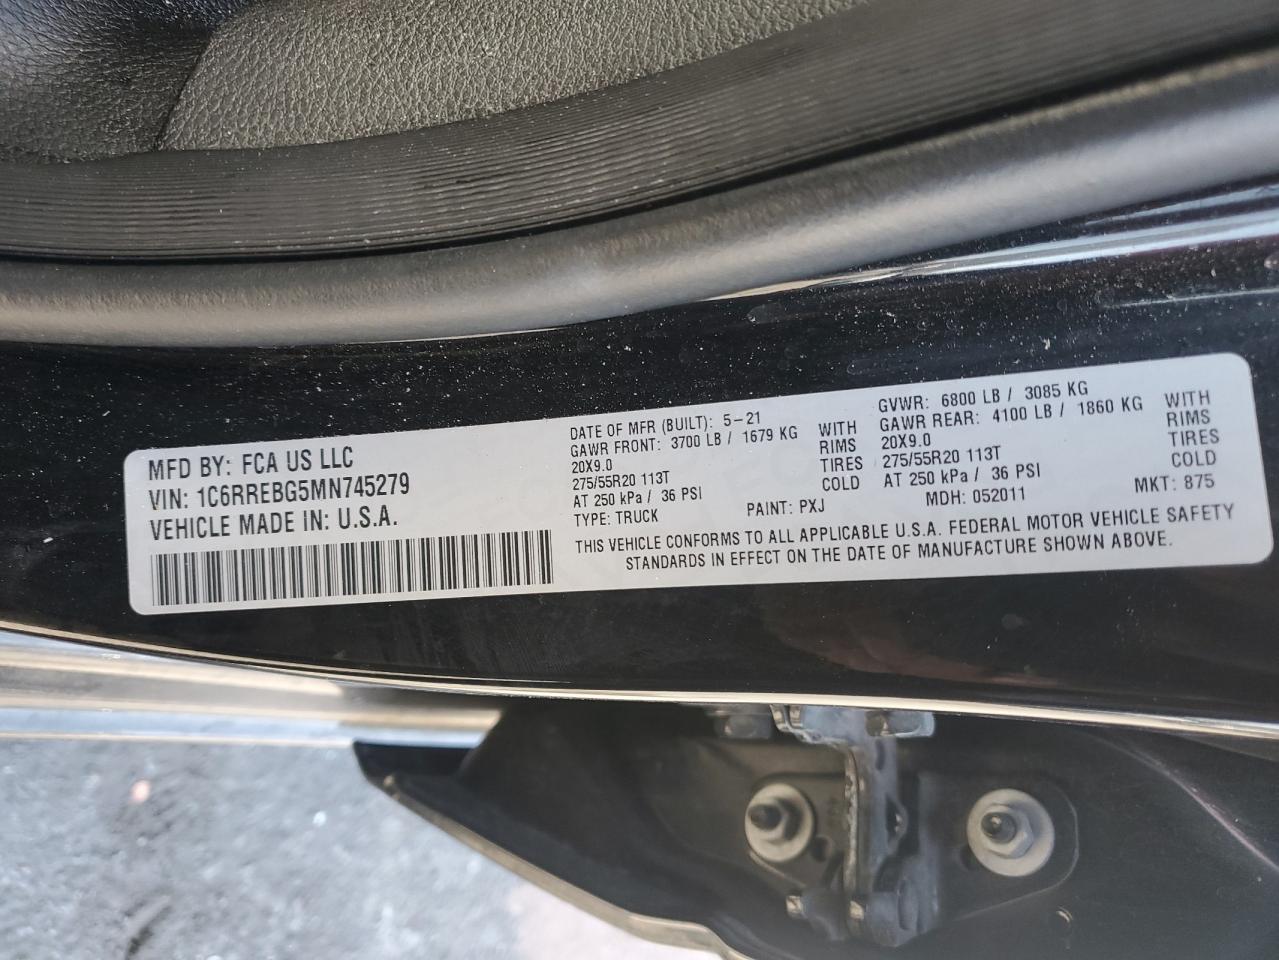 MFD BY: FCA US LLC
VIN: 1C6RREBG5MN745279
VEHICLE MADE IN: U.S.A.
DATE OF MFR (BUILT): 5-21
GAWR FRONT: 3700 LB / 1679 KG WITH
20X9.0 RIMS
275/55R20 113T TIRES
AT 250 kPa / 36 PSI COLD
TYPE: TRUCK
PAINT: PXJ
GVWR: 6800 LB / 3085 KG
GAWR REAR: 4100 LB / 1860 KG WITH
20X9.0 RIMS
275/55R20 113T TIRES
AT 250 kPa / 36 PSI COLD
MDH: 052011
MKT: 875
THIS VEHICLE CONFORMS TO ALL APPLICABLE U.S.A. FEDERAL MOTOR VEHICLE SAFETY
STANDARDS IN EFFECT ON THE DATE OF MANUFACTURE SHOWN ABOVE.